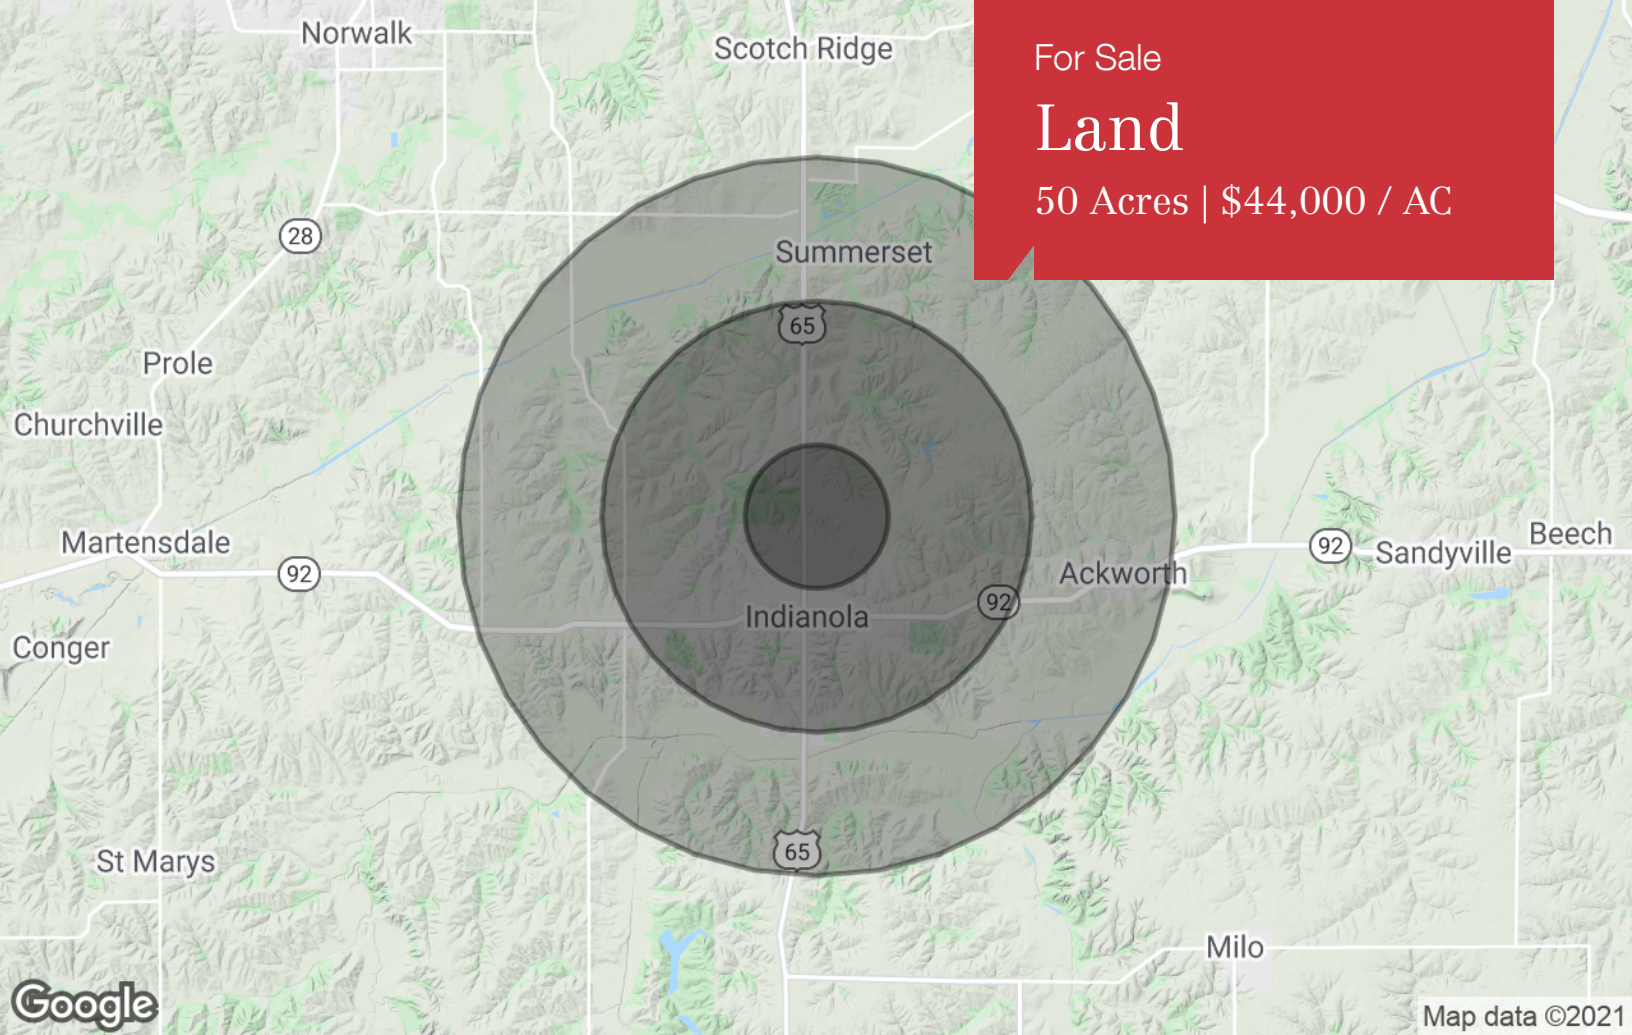 Norwalk
Scotch Ridge
For Sale
Land
50 Acres | $44,000 / AC
28
Summerset
65
Prole
Churchville
Martensdale
92
Ackworth
92
92
Sandyville
Beech
Indianola
Conger
65
St Marys
Milo
Google
Map data ©2021